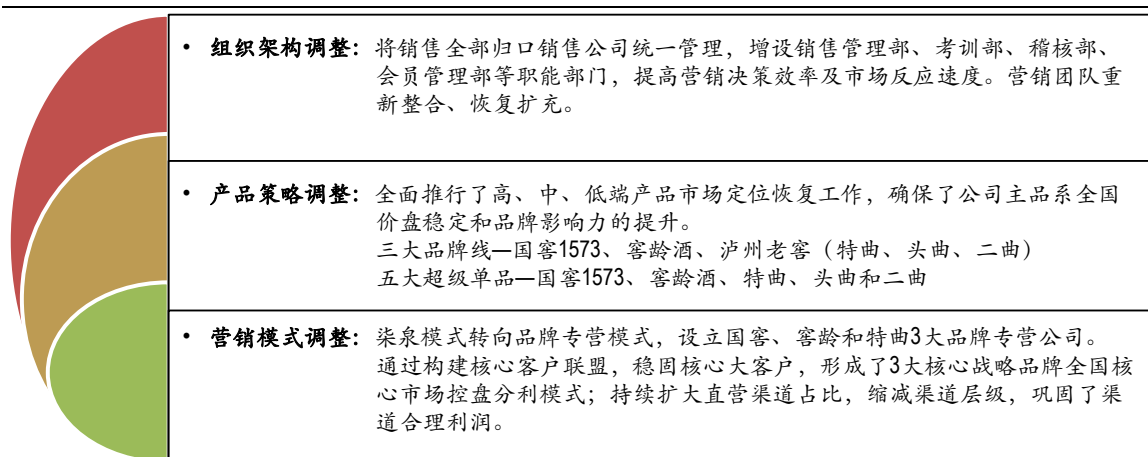 • 组织架构调整：将销售全部归口销售公司统一管理，增设销售管理部、考训部、稽核部、
会员管理部等职能部门，提高营销决策效率及市场反应速度。营销团队重
新整合、恢复扩充。
• 产品策略调整：全面推行了高、中、低端产品市场定位恢复工作，确保了公司主品系全国
价盘稳定和品牌影响力的提升。
三大品牌线—国窖1573、窖龄酒、泸州老窖（特曲、头曲、二曲）
五大超级单品—国窖1573、窖龄酒、特曲、头曲和二曲
• 营销模式调整：柒泉模式转向品牌专营模式，设立国窖、窖龄和特曲3大品牌专营公司。
通过构建核心客户联盟，稳固核心大客户，形成了3大核心战略品牌全国核
心市场控盘分利模式；持续扩大直营渠道占比，缩减渠道层级，巩固了渠
道合理利润。